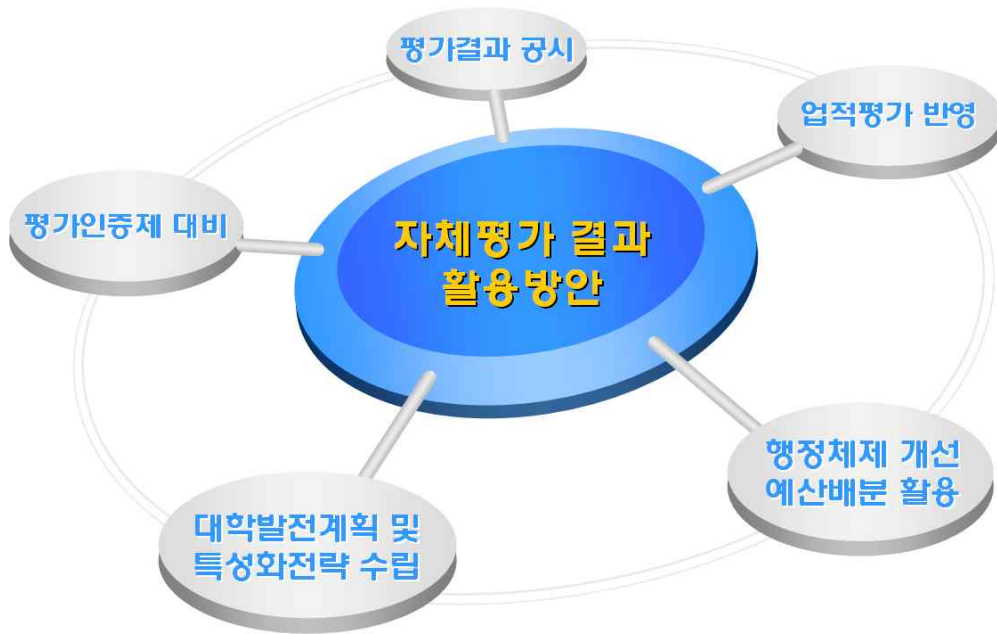 평가결과 공시
업적평가 반영
평가인증제 대비
자체평가 결과
활용방안
행정체제 개선
예산배분 활용
대학발전계획 및
특성화전략 수립